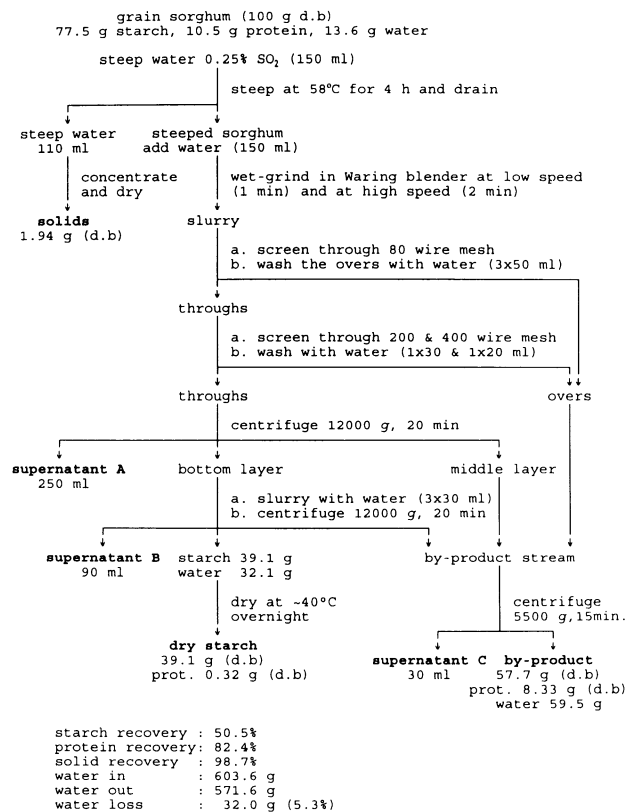 grain sorghum (100 g d.b)
77.5 g starch, 10.5 g protein, 13.6 g water
steep water 0.25% SO₂ (150 ml)
steep at 58°C for 4 h and drain
steep water
110 ml
steeped sorghum
add water (150 ml)
concentrate
and dry
wet-grind in Waring blender at low speed
(1 min) and at high speed (2 min)
solids
1.94 g (d.b)
slurry
a. screen through 80 wire mesh
b. wash the overs with water (3x50 ml)
throughs
a. screen through 200 & 400 wire mesh
b. wash with water (1x30 & 1x20 ml)
throughs
overs
centrifuge 12000 g, 20 min
supernatant A
250 ml
bottom layer
middle layer
a. slurry with water (3x30 ml)
b. centrifuge 12000 g, 20 min
supernatant B
90 ml
starch 39.1 g
water 32.1 g
by-product stream
dry at ~40°C
overnight
centrifuge
5500 g,15min.
dry starch
39.1 g (d.b)
prot. 0.32 g (d.b)
supernatant C
30 ml
by-product
57.7 g (d.b)
prot. 8.33 g (d.b)
water 59.5 g
starch recovery : 50.5%
protein recovery: 82.4%
solid recovery : 98.7%
water in : 603.6 g
water out : 571.6 g
water loss : 32.0 g (5.3%)